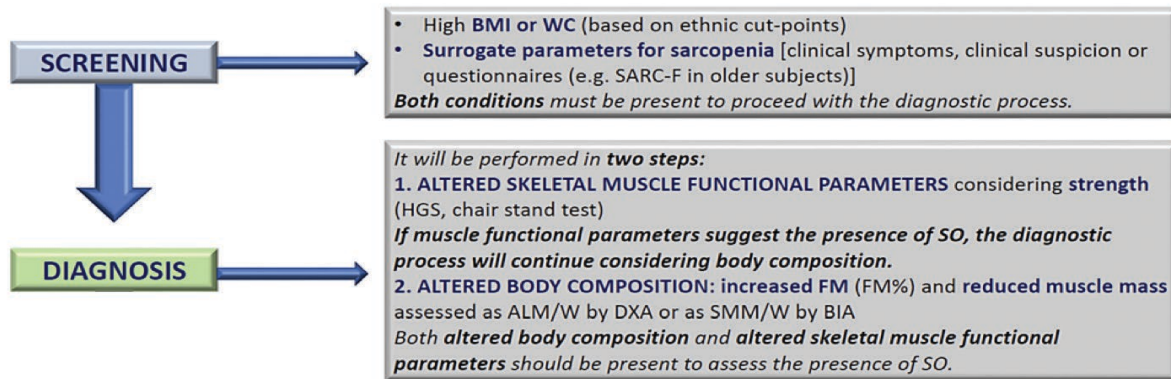 SCREENING
• High BMI or WC (based on ethnic cut-points)
• Surrogate parameters for sarcopenia [clinical symptoms, clinical suspicion or
questionnaires (e.g. SARC-F in older subjects)]
Both conditions must be present to proceed with the diagnostic process.
DIAGNOSIS
It will be performed in two steps:
1. ALTERED SKELETAL MUSCLE FUNCTIONAL PARAMETERS considering strength
(HGS, chair stand test)
If muscle functional parameters suggest the presence of SO, the diagnostic
process will continue considering body composition.
2. ALTERED BODY COMPOSITION: increased FM (FM%) and reduced muscle mass
assessed as ALM/W by DXA or as SMM/W by BIA
Both altered body composition and altered skeletal muscle functional
parameters should be present to assess the presence of SO.